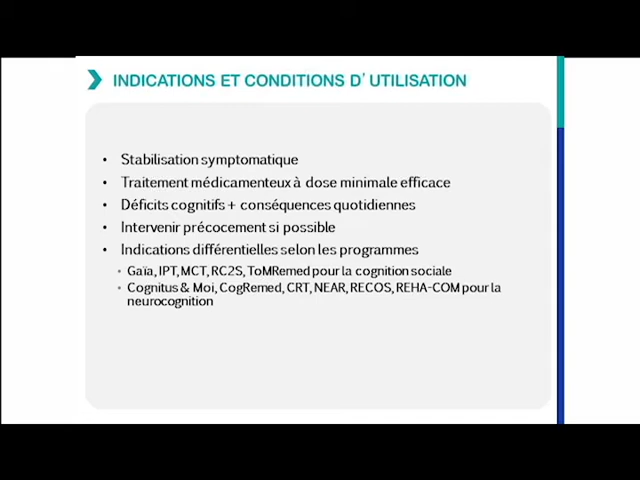 INDICATIONS ET CONDITIONS D' UTILISATION
• Stabilisation symptomatique
• Traitement médicamenteux à dose minimale efficace
• Déficits cognitifs + conséquences quotidiennes
• Intervenir précocement si possible
• Indications différentielles selon les programmes
• Gaïa, IPT, MCT, RC2S, ToMRemed pour la cognition sociale
• Cognitus & Moi, CogRemed, CRT, NEAR, RECOS, REHA-COM pour la
neurocognition